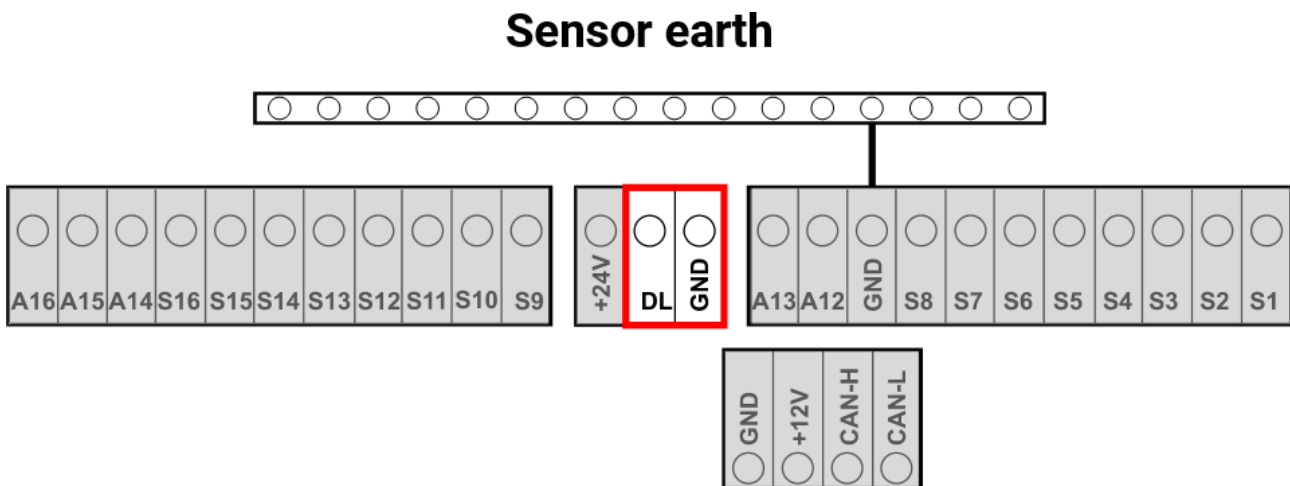 Sensor earth
A16 A15 A14 S16 S15 S14 S13 S12 S11 S10 S9 +24V DL GND A13 A12 GND S8 S7 S6 S5 S4 S3 S2 S1
GND +12V CAN-H CAN-L